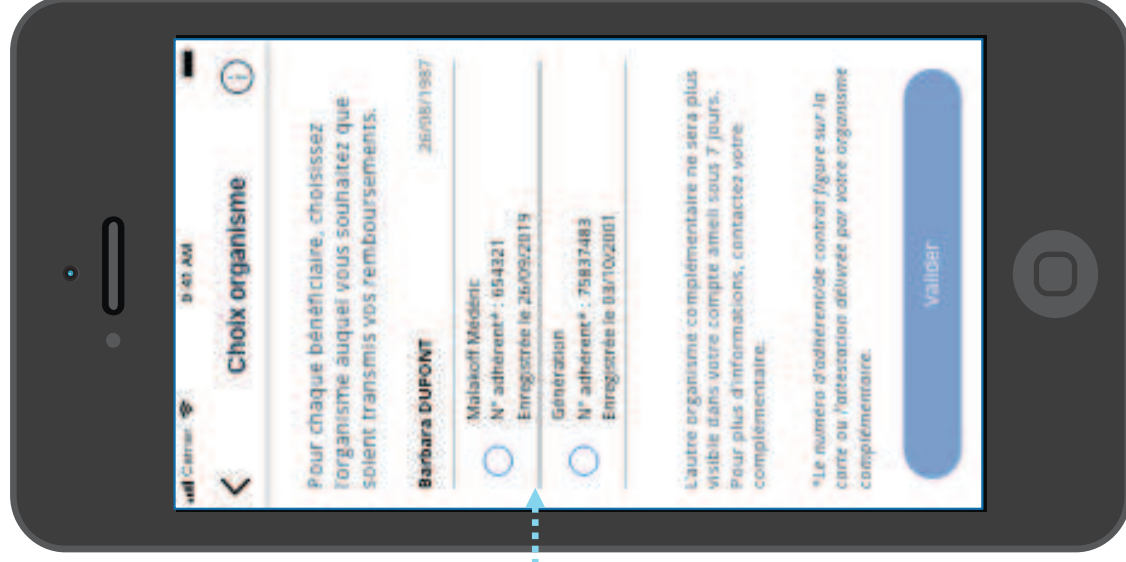 Carrier
9:41 AM
Choix organisme
Pour chaque bénéficiaire, choisissez
l'organisme auquel vous souhaitez que
soient transmis vos remboursements.
Barbara DUPONT 26/08/1987
Malakoff Médéric
N° adhérent* : 654321
Enregistrée le 26/09/2019
Génération
N° adhérent* : 75837483
Enregistrée le 03/10/2001
L'autre organisme complémentaire ne sera plus
visible dans votre compte ameli sous 7 jours.
Pour plus d'informations, contactez votre
complémentaire.
*Le numéro d'adhérent/de contrat figure sur la
carte ou l'attestation délivrée par votre organisme
complémentaire.
Valider